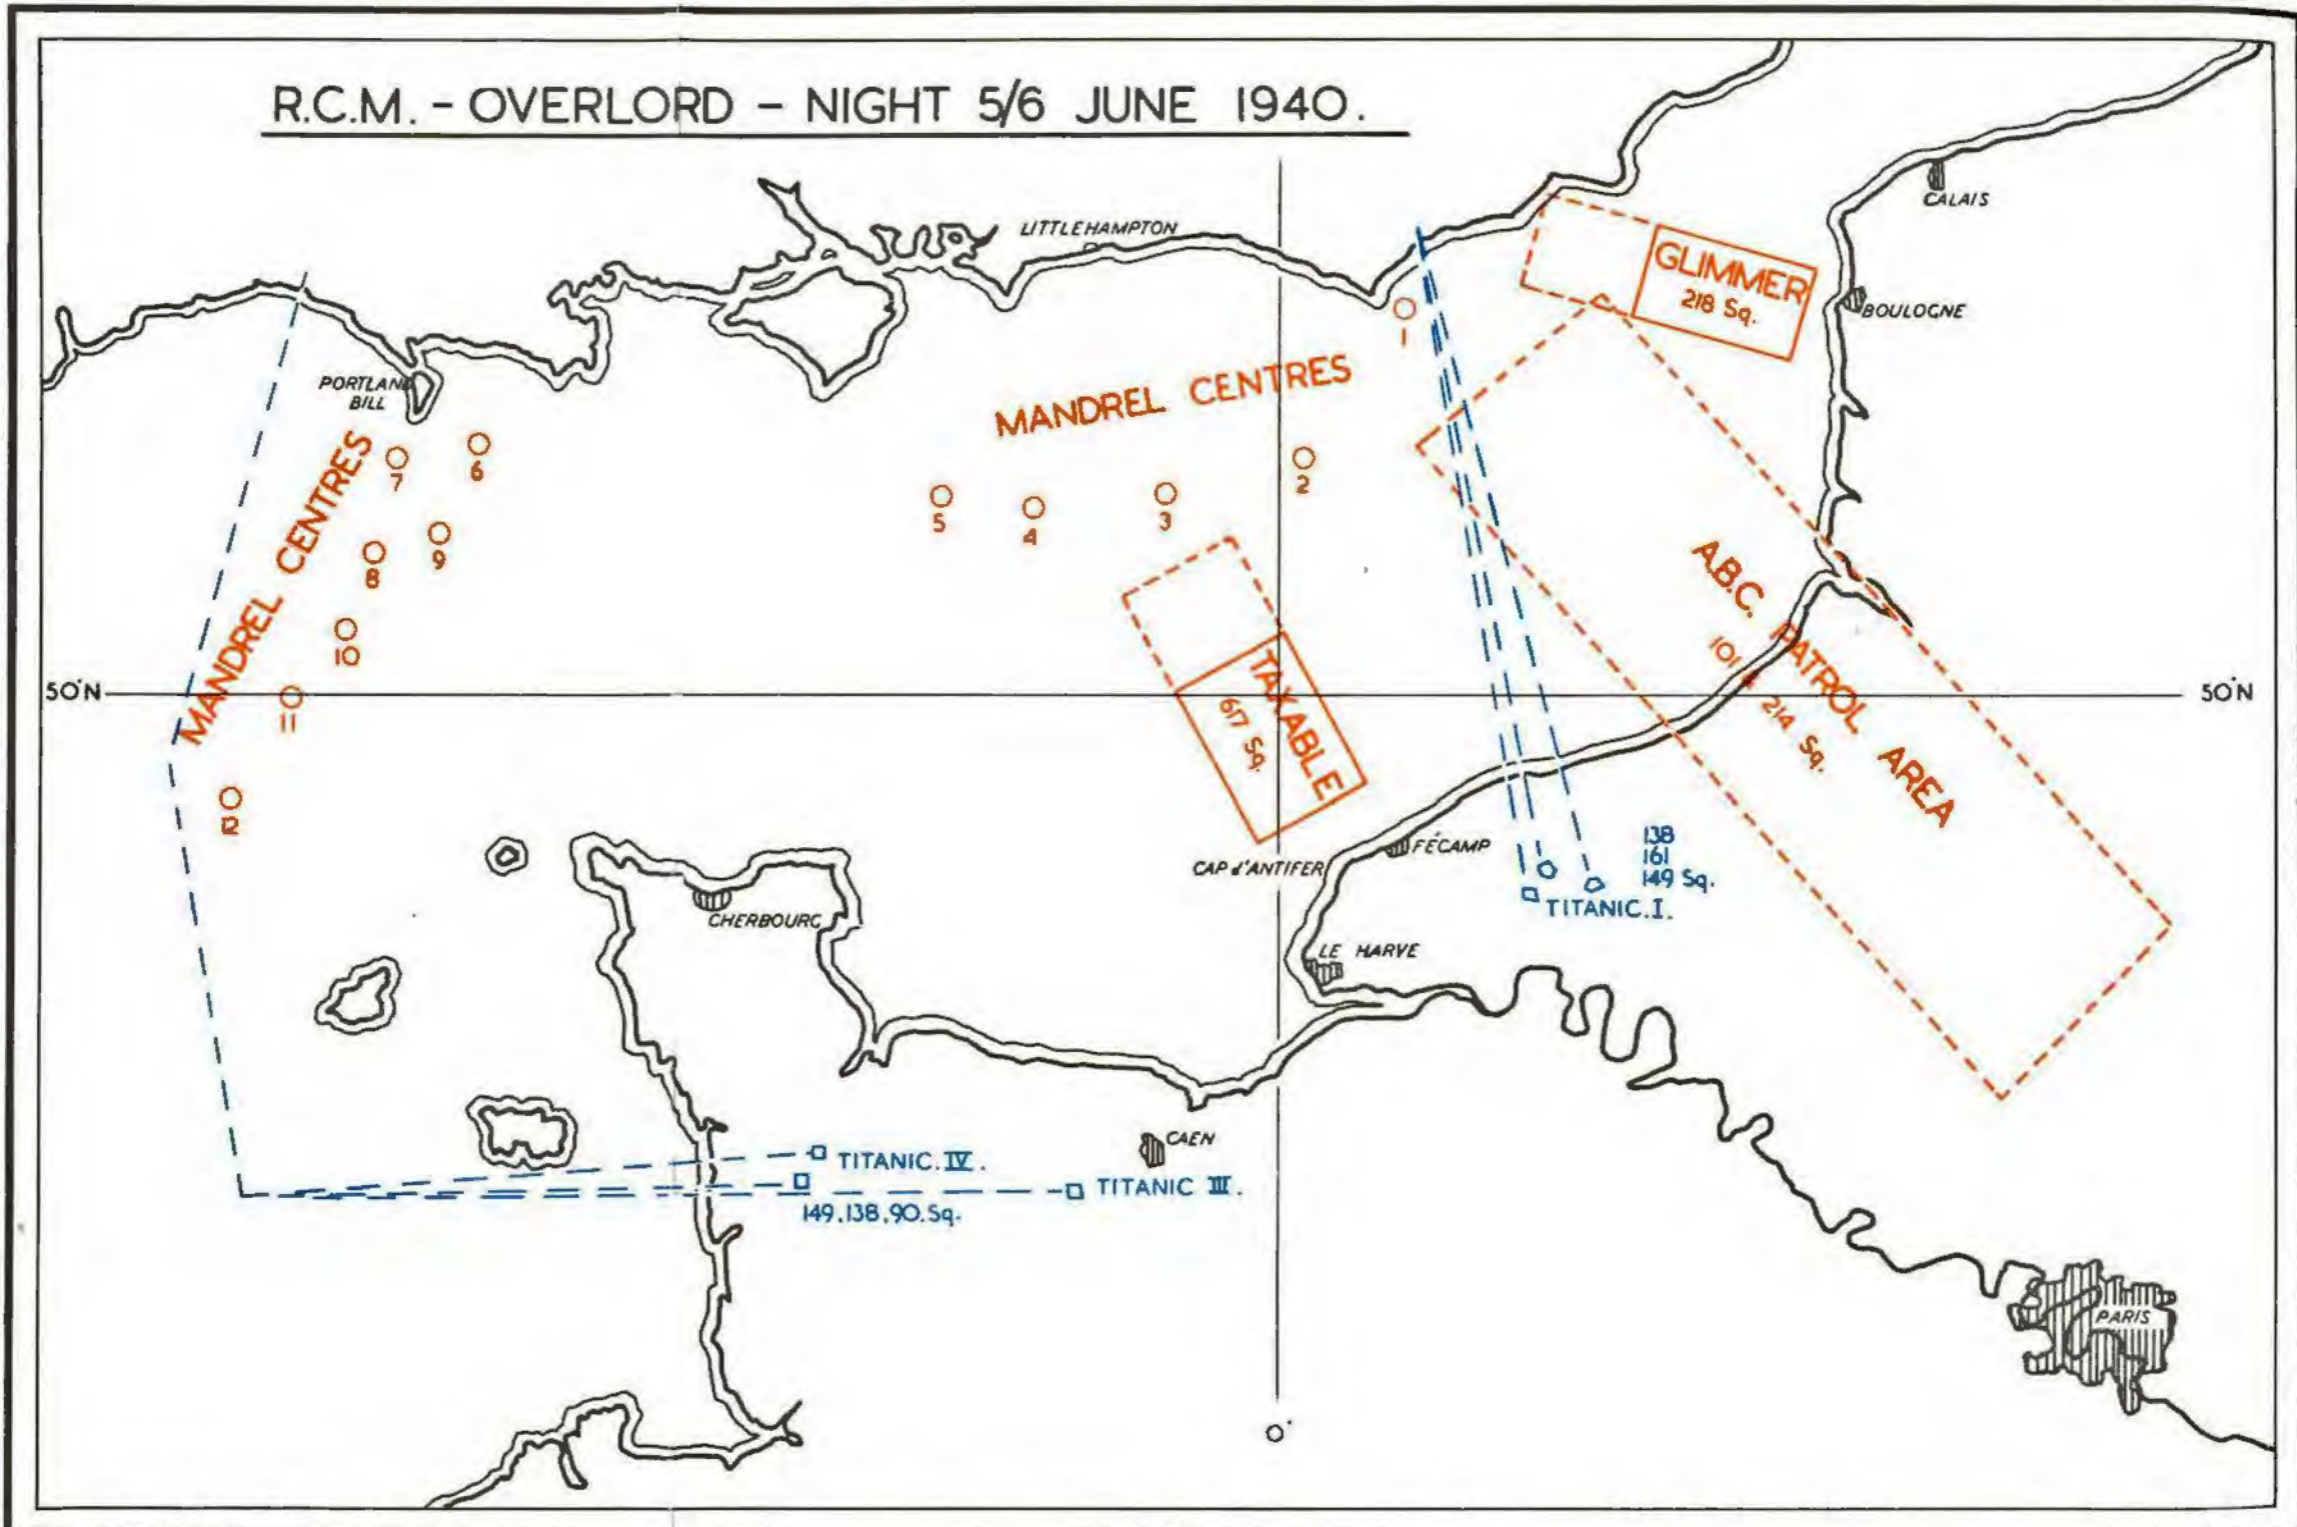 R.C.M. - OVERLORD - NIGHT 5/6 JUNE 1940.
CALAIS
LITTLEHAMPTON
GLIMMER
218 Sq.
BOULOGNE
PORTLAND
BILL
1
MANDREL CENTRES
MANDREL CENTRES
7
6
2
5
4
3
8
9
A.B.C. PATROL AREA
101 & 214 Sq.
10
50°N
50°N
11
TAXABLE
617 Sq.
12
138
161
149 Sq.
FÉCAMP
CAP d'ANTIFER
TITANIC.I.
CHERBOURG
LE HARVE
CAEN
TITANIC.IV.
TITANIC III.
149.138.90.Sq.
PARIS
0°